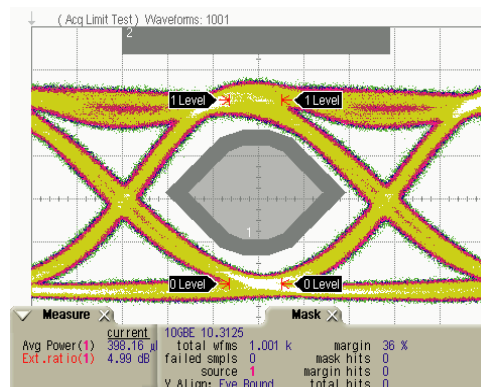 ( Acq Limit Test ) Waveforms: 1001
2
1 Level 1 Level
1
0 Level 0 Level
Measure Mask
current
Avg Power(1) 398.16
Ext.ratio(1) 4.99 dB
10GBE 10.3125
total wfms 1.001 k margin 36 %
failed smpls 0 mask hits 0
source 1 margin hits 0
Y Align: Eye Bound total hits 0